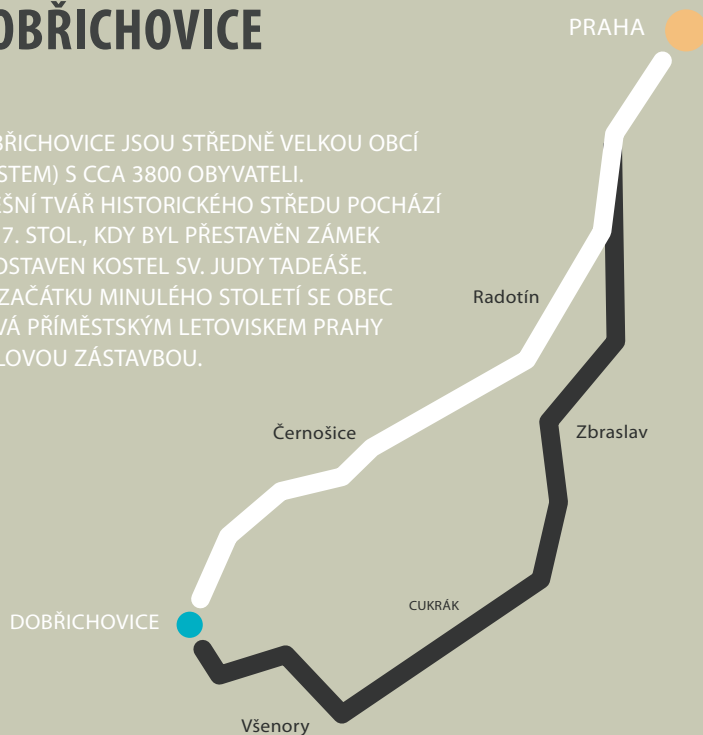 OBŘICHOVICE
PRAHA
BŘICHOVICE JSOU STŘEDNĚ VELKOU OBCÍ
STEM) S CCA 3800 OBYVATELI.
EŠNÍ TVÁŘ HISTORICKÉHO STŘEDU POCHÁZÍ
7. STOL., KDY BYL PŘESTAVĚN ZÁMEK
OSTAVEN KOSTEL SV. JUDY TADEÁŠE.
ZAČÁTKU MINULÉHO STOLETÍ SE OBEC
VÁ PŘÍMĚSTSKÝM LETOVISKEM PRAHY
LOVOU ZÁSTAVBOU.
Radotín
Černošice
Zbraslav
CUKRÁK
DOBŘICHOVICE
Všenory